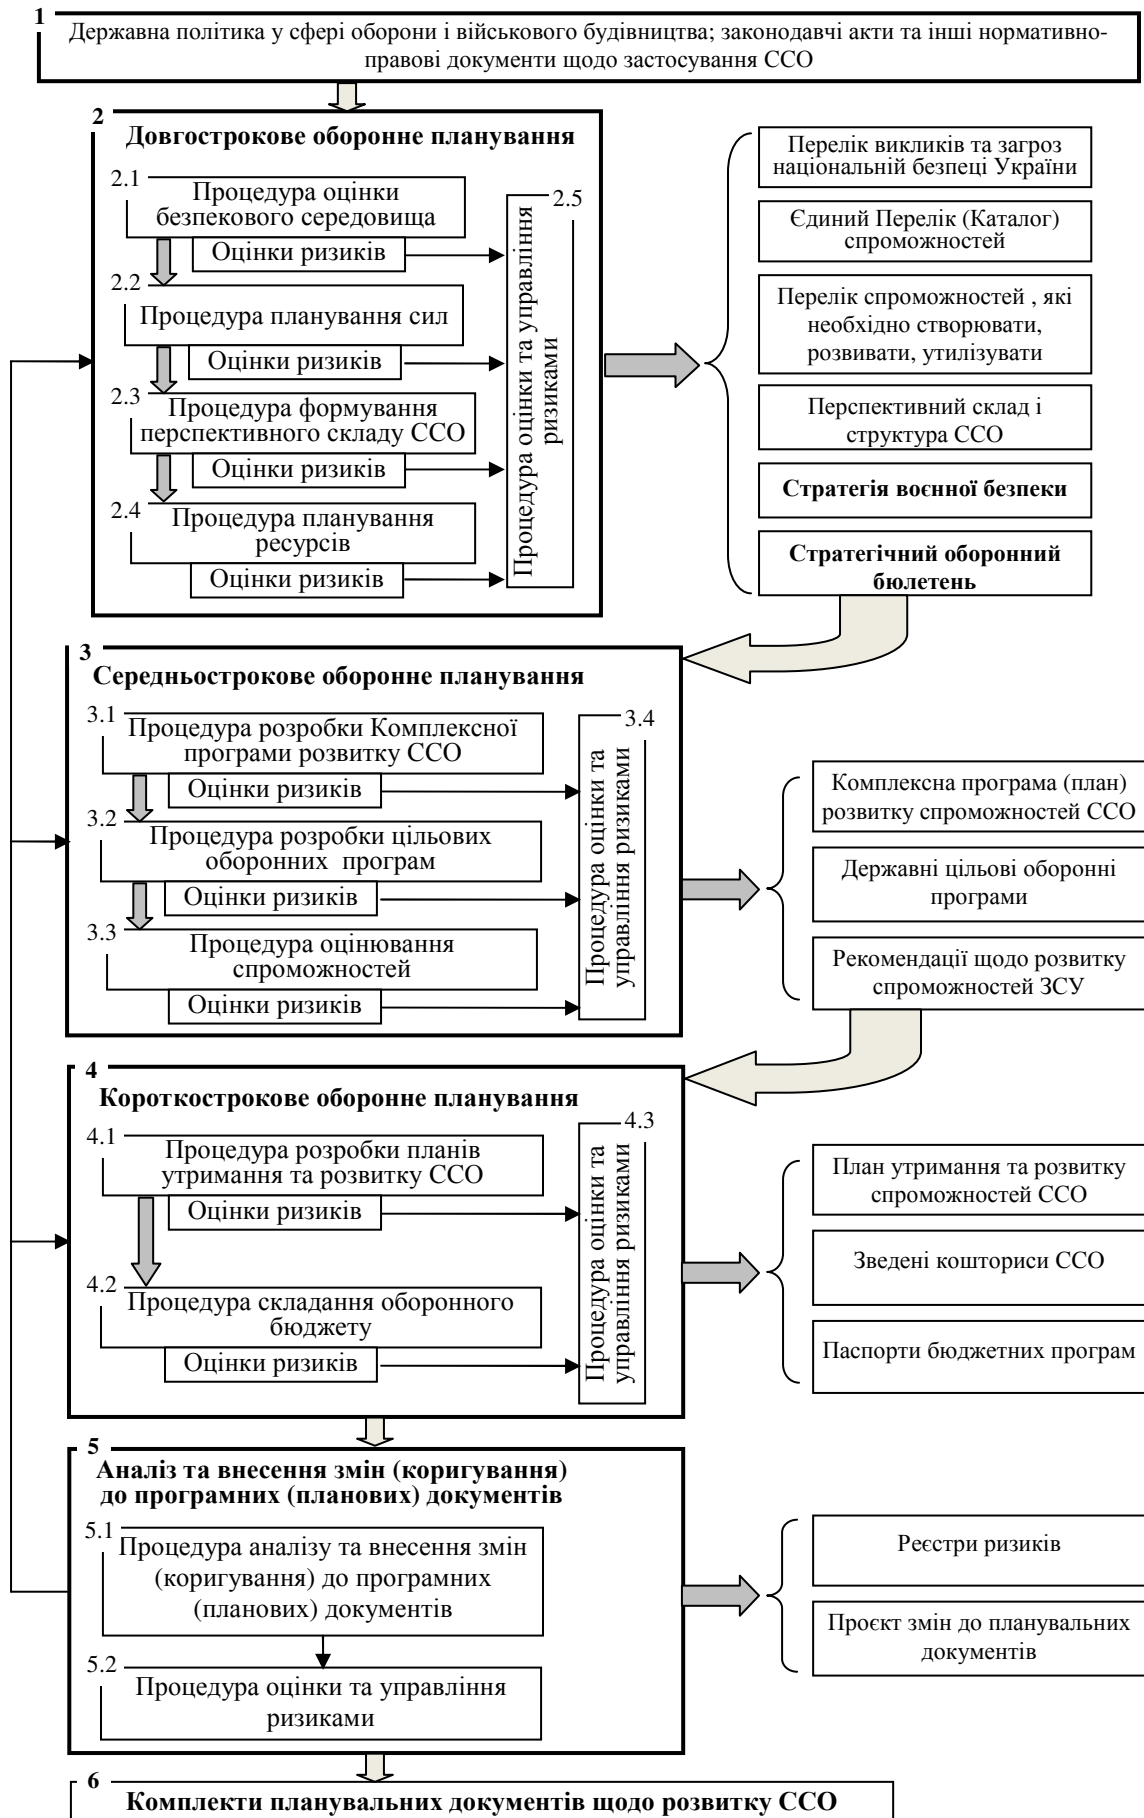 1
Державна політика у сфері оборони і військового будівництва; законодавчі акти та інші нормативно-
правові документи щодо застосування ССО
2
Довгострокове оборонне планування
2.1
Процедура оцінки
безпекового середовища
Оцінки ризиків
2.2
Процедура планування сил
Оцінки ризиків
2.3
Процедура формування
перспективного складу ССО
Оцінки ризиків
2.4
Процедура планування
ресурсів
Оцінки ризиків
2.5
Процедура оцінки та управління
ризиками
Перелік викликів та загроз
національній безпеці України
Єдиний Перелік (Каталог)
спроможностей
Перелік спроможностей , які
необхідно створювати,
розвивати, утилізувати
Перспективний склад і
структура ССО
Стратегія воєнної безпеки
Стратегічний оборонний
бюлетень
3
Середньострокове оборонне планування
3.1
Процедура розробки Комплексної
програми розвитку ССО
Оцінки ризиків
3.2
Процедура розробки цільових
оборонних програм
Оцінки ризиків
3.3
Процедура оцінювання
спроможностей
Оцінки ризиків
3.4
Процедура оцінки та
управління ризиками
Комплексна програма (план)
розвитку спроможностей ССО
Державні цільові оборонні
програми
Рекомендації щодо розвитку
спроможностей ЗСУ
4
Короткострокове оборонне планування
4.1
Процедура розробки планів
утримання та розвитку ССО
Оцінки ризиків
4.2
Процедура складання оборонного
бюджету
Оцінки ризиків
4.3
Процедура оцінки та
управління ризиками
План утримання та розвитку
спроможностей ССО
Зведені кошториси ССО
Паспорти бюджетних програм
5
Аналіз та внесення змін (коригування)
до програмних (планових) документів
5.1
Процедура аналізу та внесення змін
(коригування) до програмних
(планових) документів
5.2
Процедура оцінки та управління
ризиками
Реєстри ризиків
Проєкт змін до планувальних
документів
6
Комплекти планувальних документів щодо розвитку ССО